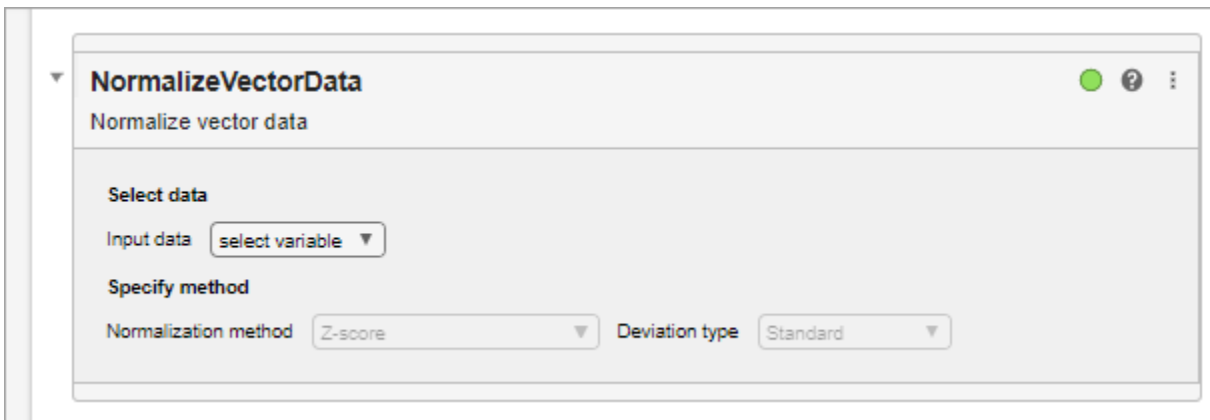 NormalizeVectorData
Normalize vector data
Select data
Input data select variable
Specify method
Normalization method Z-score Deviation type Standard